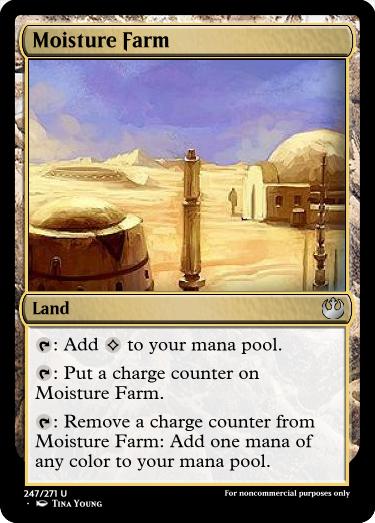 Moisture Farm
Land
: Add to your mana pool.
: Put a charge counter on
Moisture Farm.
: Remove a charge counter from
Moisture Farm: Add one mana of
any color to your mana pool.
247/271 U
For noncommercial purposes only
· Tina Young